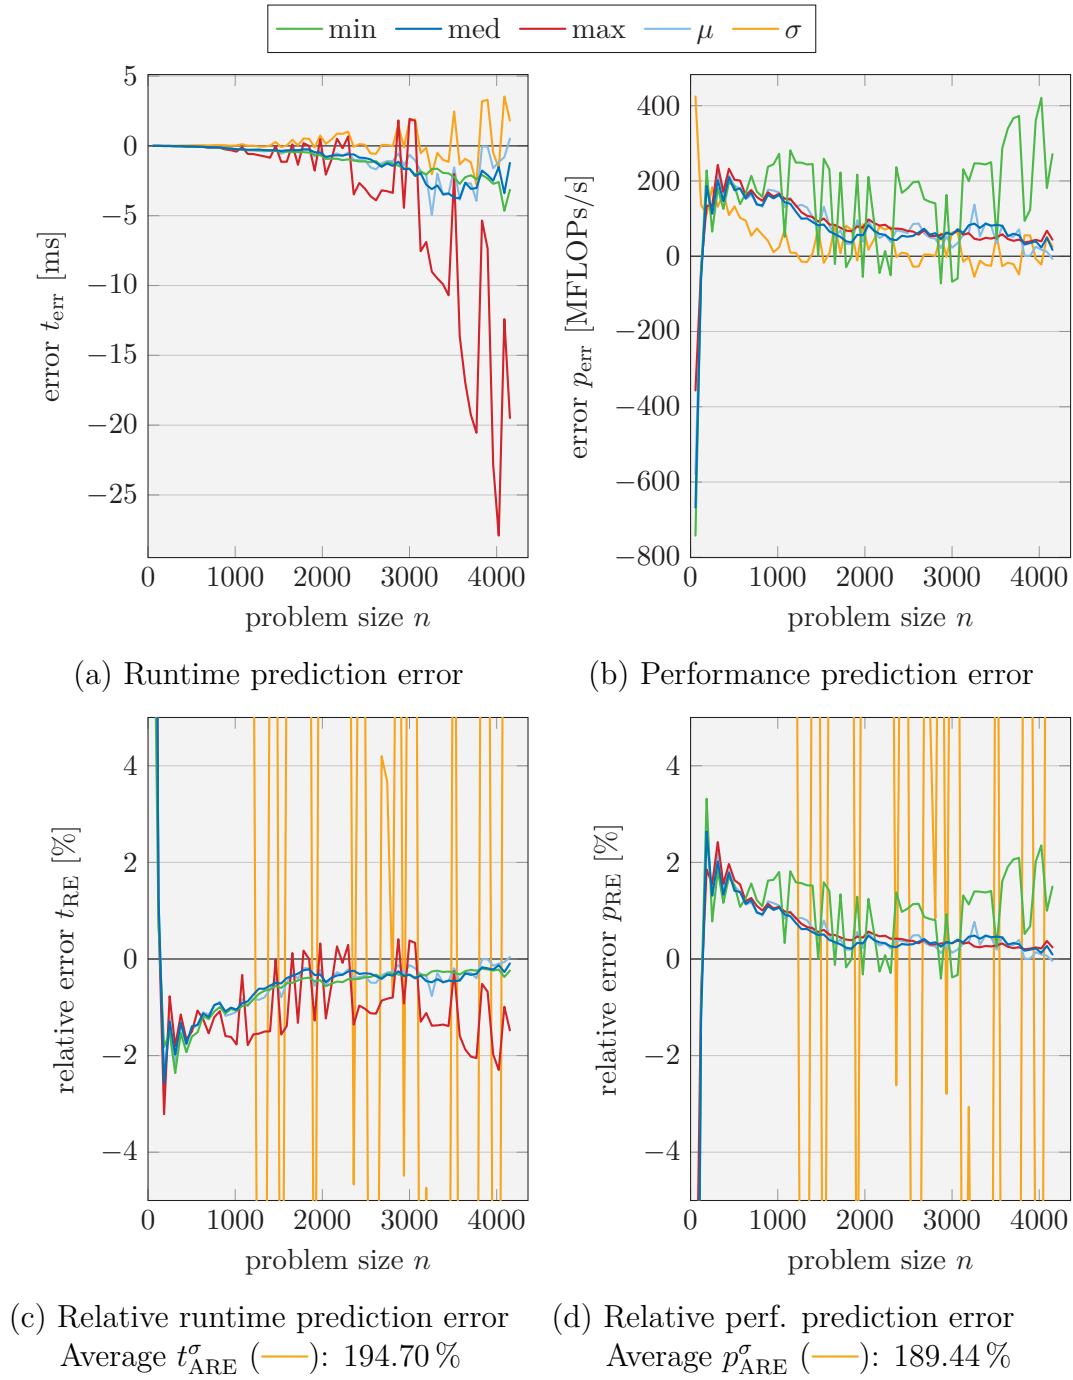 min med max μ σ
5
0
−5
−10
−15
−20
−25
error t_err [ms]
0 1000 2000 3000 4000
problem size n
(a) Runtime prediction error
400
200
0
−200
−400
−600
−800
error p_err [MFLOPs/s]
0 1000 2000 3000 4000
problem size n
(b) Performance prediction error
4
2
0
−2
−4
relative error t_RE [%]
0 1000 2000 3000 4000
problem size n
(c) Relative runtime prediction error
Average t^σ_ARE (—): 194.70 %
4
2
0
−2
−4
relative error p_RE [%]
0 1000 2000 3000 4000
problem size n
(d) Relative perf. prediction error
Average p^σ_ARE (—): 189.44 %